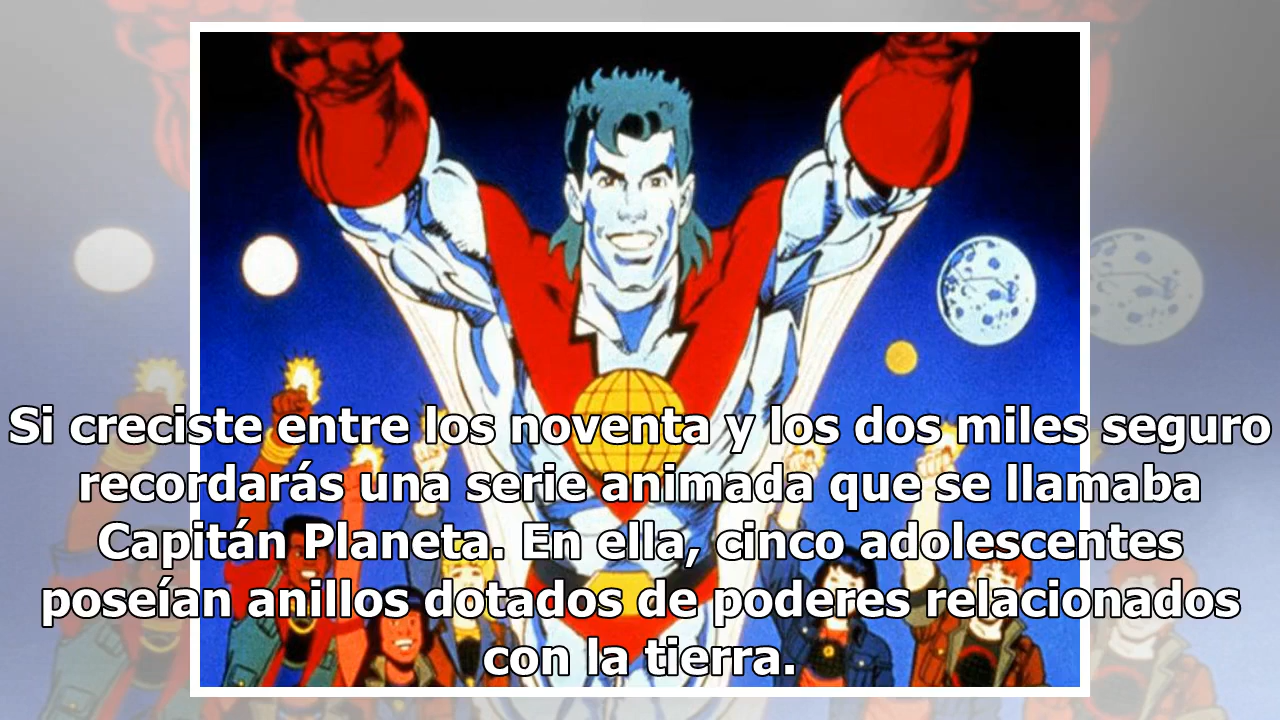 Si creciste entre los noventa y los dos miles seguro
recordarás una serie animada que se llamaba
Capitán Planeta. En ella, cinco adolescentes
poseían anillos dotados de poderes relacionados
con la tierra.